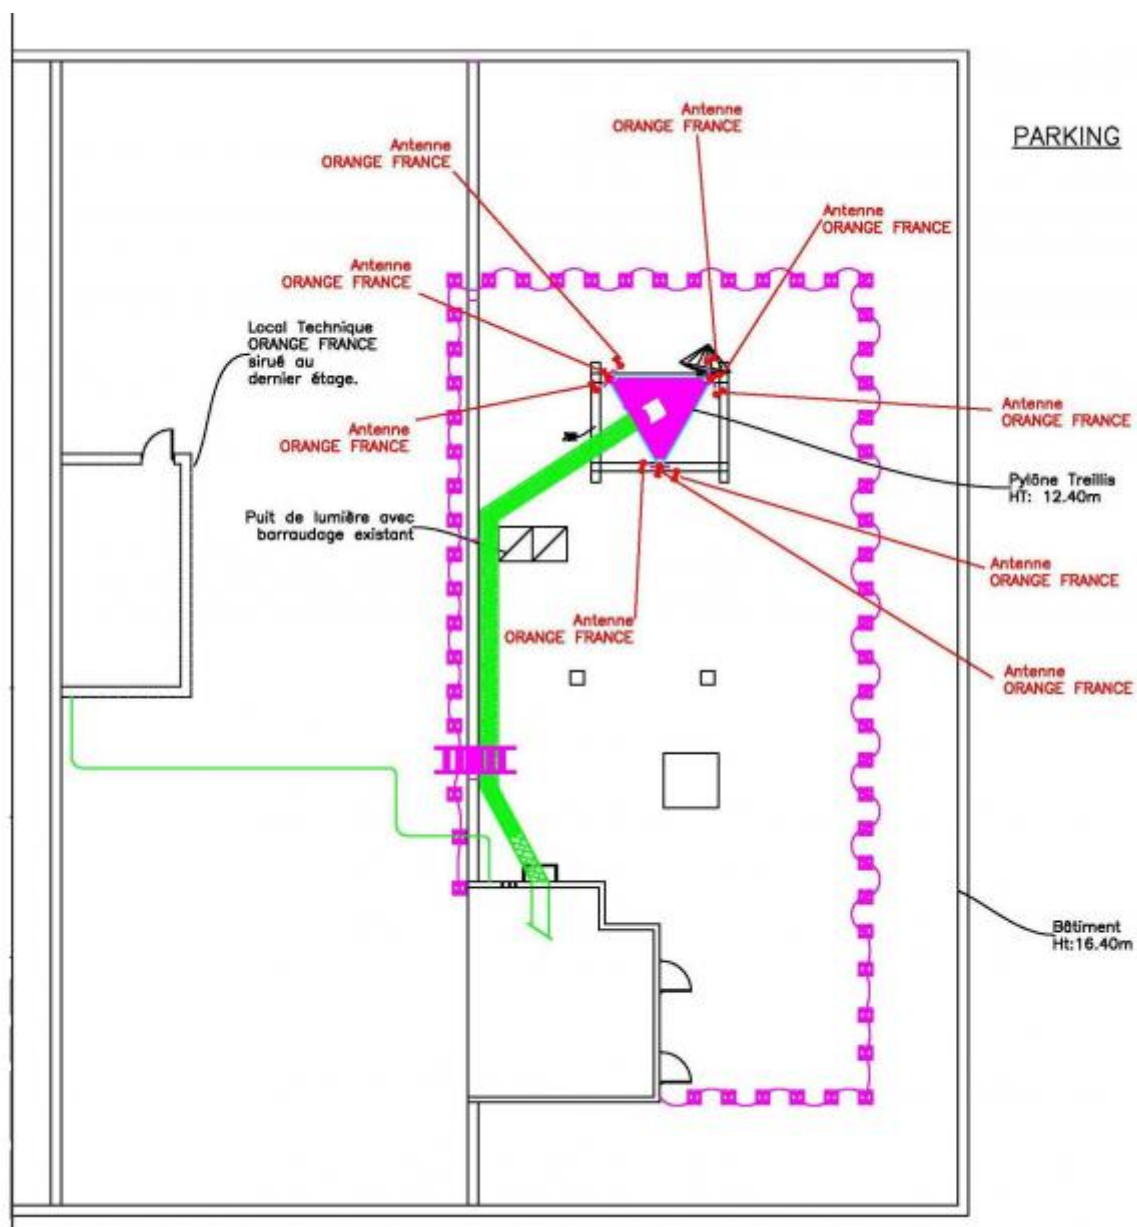 Antenne
ORANGE FRANCE
PARKING
Antenne
ORANGE FRANCE
Antenne
ORANGE FRANCE
Antenne
ORANGE FRANCE
Local Technique
ORANGE FRANCE
sirué au
dernier étage.
Antenne
ORANGE FRANCE
Antenne
ORANGE FRANCE
Pylône Treillis
HT: 12.40m
Puit de lumière avec
barraudage existant
Antenne
ORANGE FRANCE
Antenne
ORANGE FRANCE
Antenne
ORANGE FRANCE
Bâtiment
Ht:16.40m